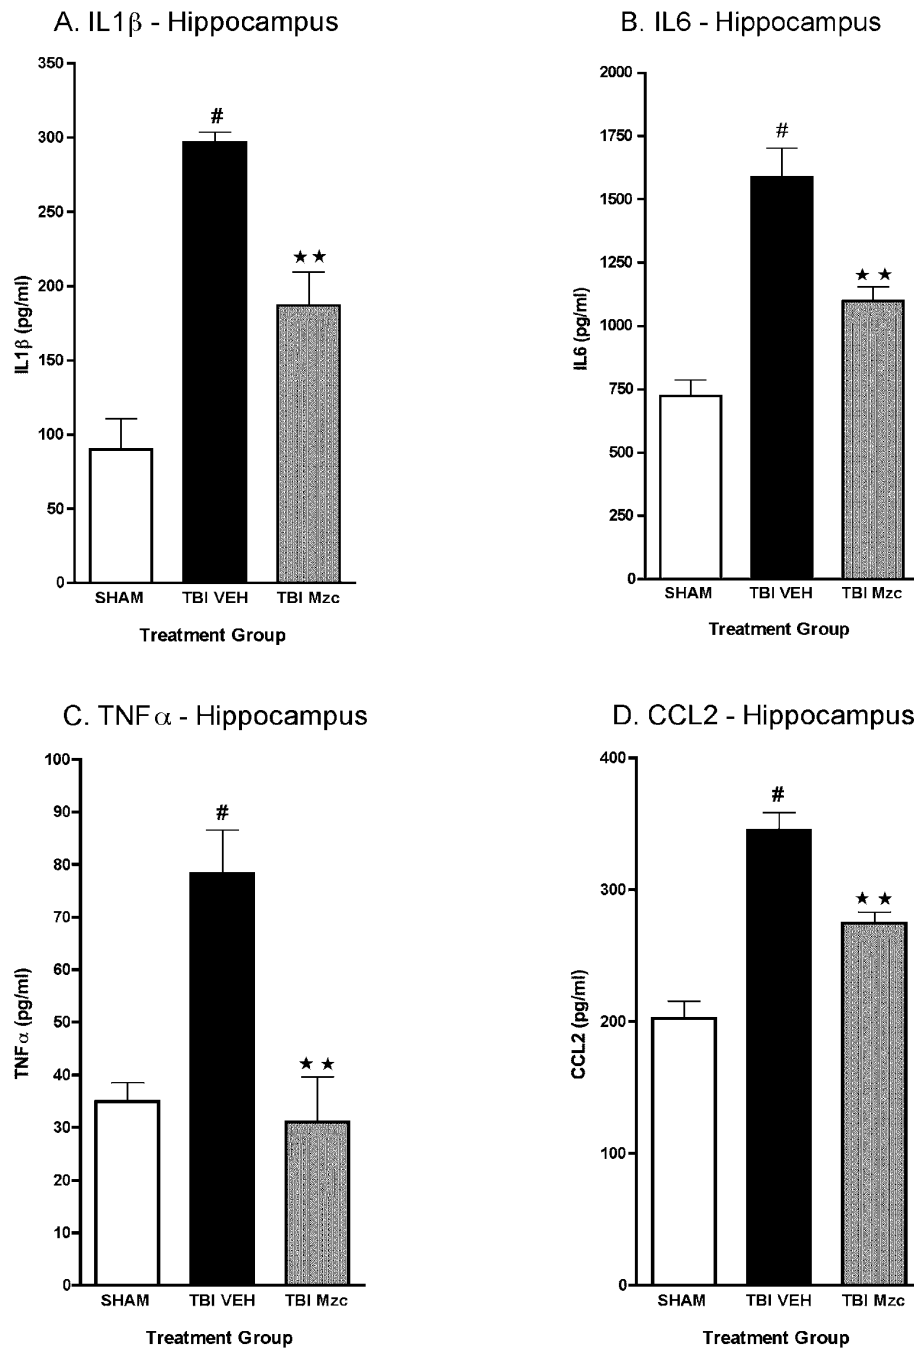 A. IL1β - Hippocampus
350
300
250
200
150
100
50
0
IL1β (pg/ml)
#
★ ★
SHAM TBI VEH TBI Mzc
Treatment Group
B. IL6 - Hippocampus
2000
1750
1500
1250
1000
750
500
250
0
IL6 (pg/ml)
#
★ ★
SHAM TBI VEH TBI Mzc
Treatment Group
C. TNFα - Hippocampus
100
90
80
70
60
50
40
30
20
10
0
TNFα (pg/ml)
#
★ ★
SHAM TBI VEH TBI Mzc
Treatment Group
D. CCL2 - Hippocampus
400
300
200
100
0
CCL2 (pg/ml)
#
★ ★
SHAM TBI VEH TBI Mzc
Treatment Group